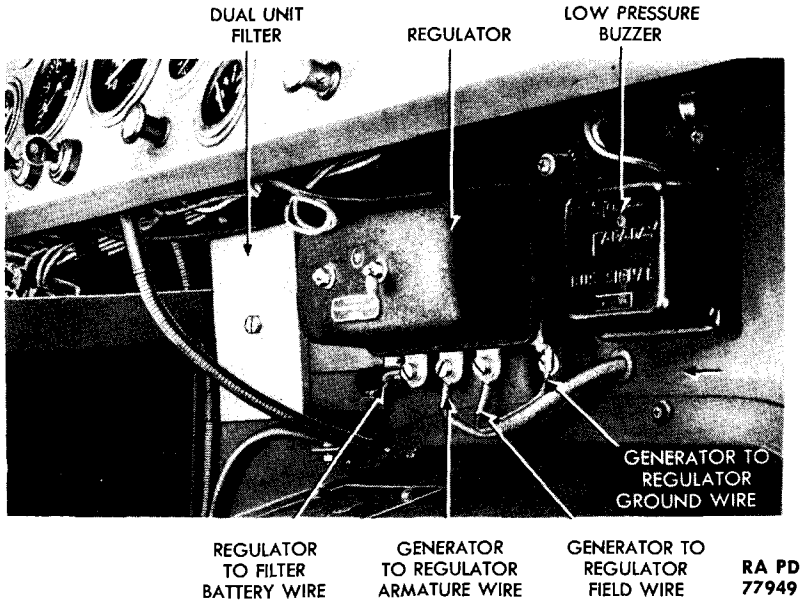 DUAL UNIT
FILTER
REGULATOR
LOW PRESSURE
BUZZER
FARADAY
GENERATOR TO
REGULATOR
GROUND WIRE
REGULATOR
TO FILTER
BATTERY WIRE
GENERATOR
TO REGULATOR
ARMATURE WIRE
GENERATOR TO
REGULATOR
FIELD WIRE
RA PD
77949